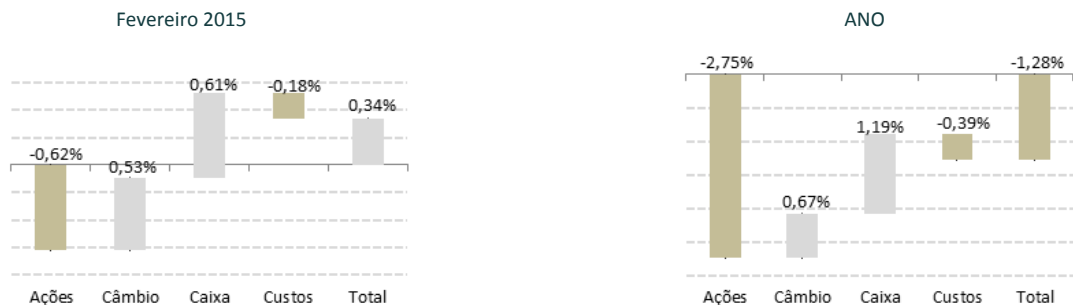 Fevereiro 2015
-0,62%
0,53%
0,61%
-0,18%
0,34%
Ações Câmbio Caixa Custos Total
ANO
-2,75%
0,67%
1,19%
-0,39%
-1,28%
Ações Câmbio Caixa Custos Total